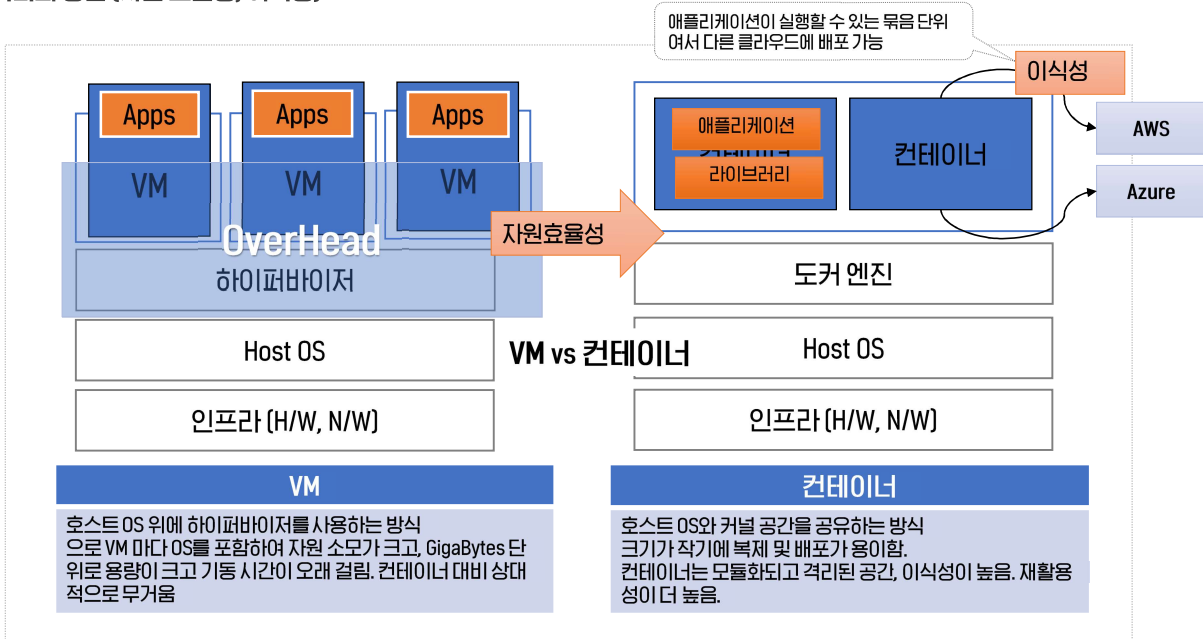 애플리케이션이 실행할 수 있는 묶음 단위
여서 다른 클라우드에 배포 가능
이식성
Apps
Apps
Apps
VM
VM
VM
OverHead
하이퍼바이저
Host OS
인프라 (H/W, N/W)
자원효율성
VM vs 컨테이너
애플리케이션
라이브러리
컨테이너
AWS
Azure
도커 엔진
Host OS
인프라 (H/W, N/W)
VM
호스트 OS 위에 하이퍼바이저를 사용하는 방식
으로 VM 마다 OS를 포함하여 자원 소모가 크고, GigaBytes 단
위로 용량이 크고 기동 시간이 오래 걸림. 컨테이너 대비 상대
적으로 무거움
컨테이너
호스트 OS와 커널 공간을 공유하는 방식
크기가 작기에 복제 및 배포가 용이함.
컨테이너는 모듈화되고 격리된 공간, 이식성이 높음. 재활용
성이 더 높음.